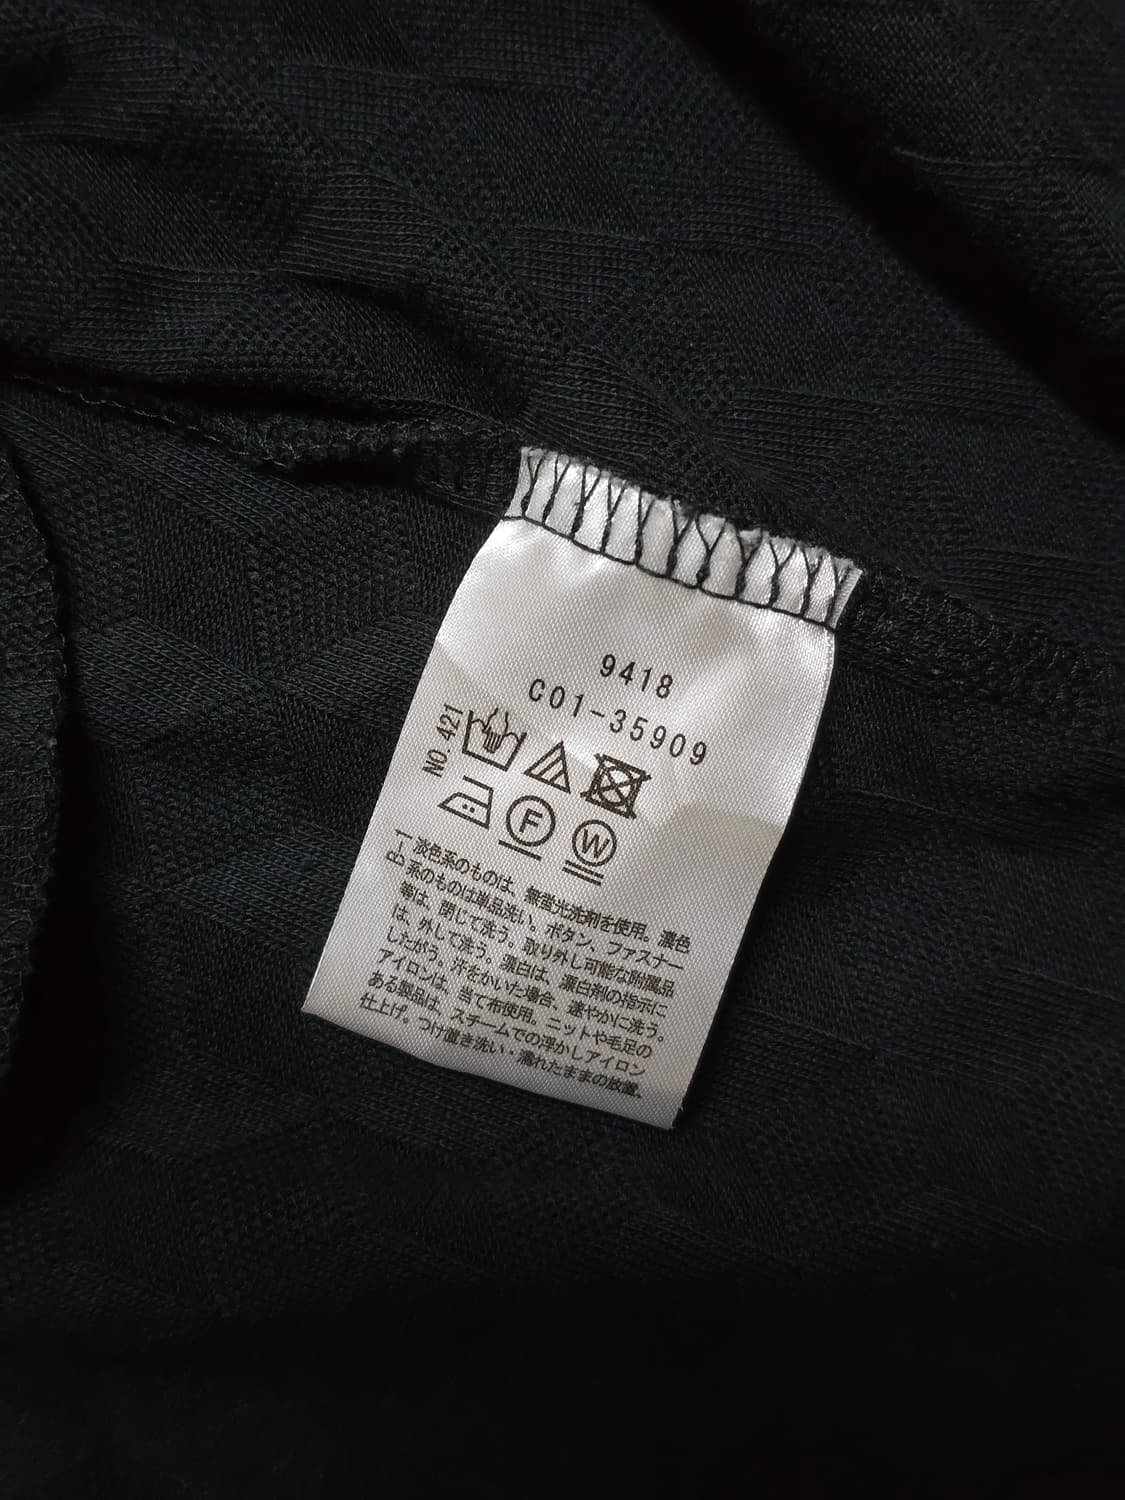 9418
C01-35909
NO. 421
F
W
B-1
淡色系のものは、無蛍光洗剤を使用。濃色
系のものは単品洗い。ボタン、ファスナー
等は、閉じて洗う。取り外し可能な附属品
は、外して洗う。漂白は、漂白剤の指示に
したがう。汗をかいた場合、速やかに洗う。
アイロンは、当て布使用。ニットや毛足の
ある製品は、スチームでの浮かしアイロン
仕上げ。つけ置き洗い・濡れたままの放置、